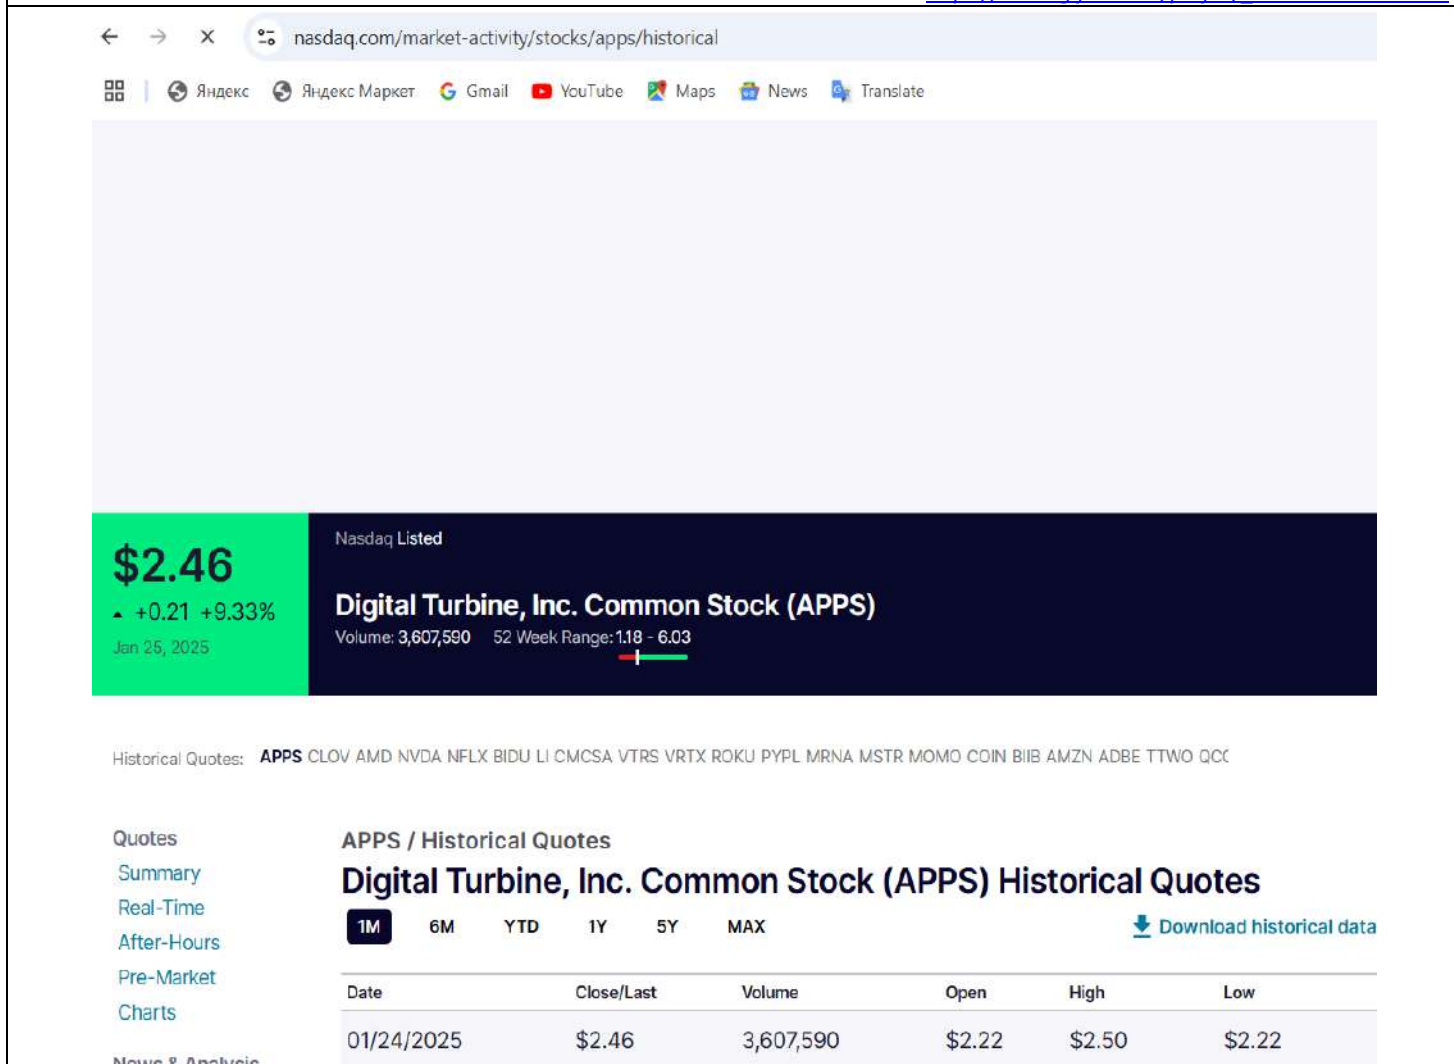 nasdaq.com/market-activity/stocks/apps/historical
Яндекс Яндекс Маркет Gmail YouTube Maps News Translate
$2.46
+0.21 +9.33%
Jan 25, 2025
Nasdaq Listed
Digital Turbine, Inc. Common Stock (APPS)
Volume: 3,607,590 52 Week Range: 1.18 - 6.03
Historical Quotes: APPS CLOV AMD NVDA NFLX BIDU LI CMCSA VTRS VRTX ROKU PYPL MRNA MSTR MOMO COIN BIIB AMZN ADBE TTWO
Quotes
Summary
Real-Time
After-Hours
Pre-Market
Charts
News & Analysis
APPS / Historical Quotes
Digital Turbine, Inc. Common Stock (APPS) Historical Quotes
1M 6M YTD 1Y 5Y MAX Download historical data
Date Close/Last Volume Open High Low
01/24/2025 $2.46 3,607,590 $2.22 $2.50 $2.22